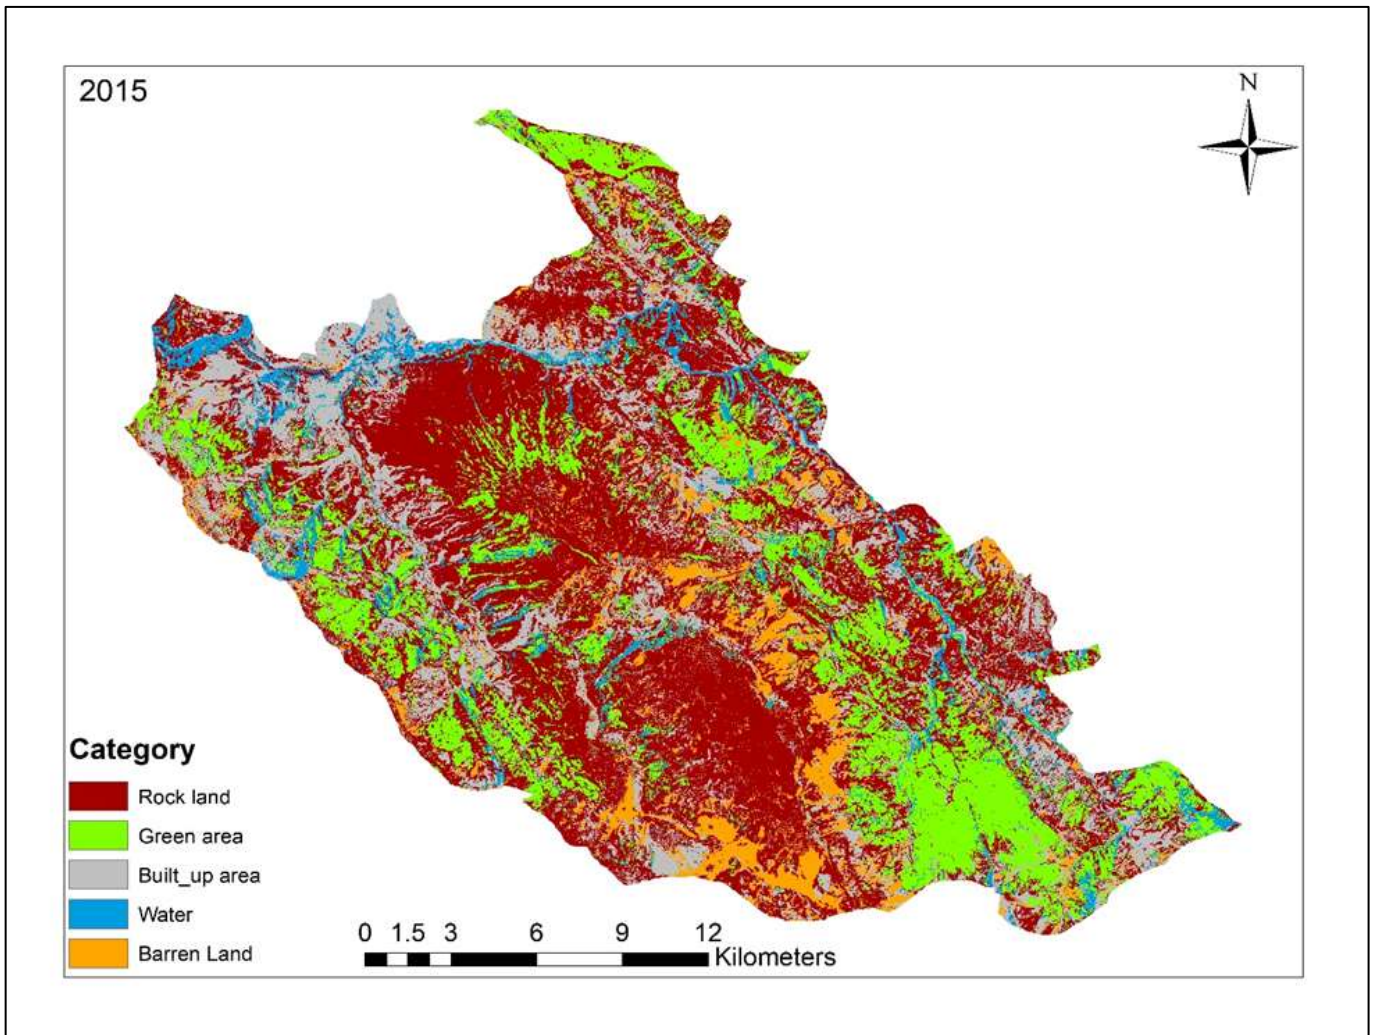 2015
N
Category
Rock land
Green area
Built_up area
Water
Barren Land
0 1.5 3 6 9 12
Kilometers